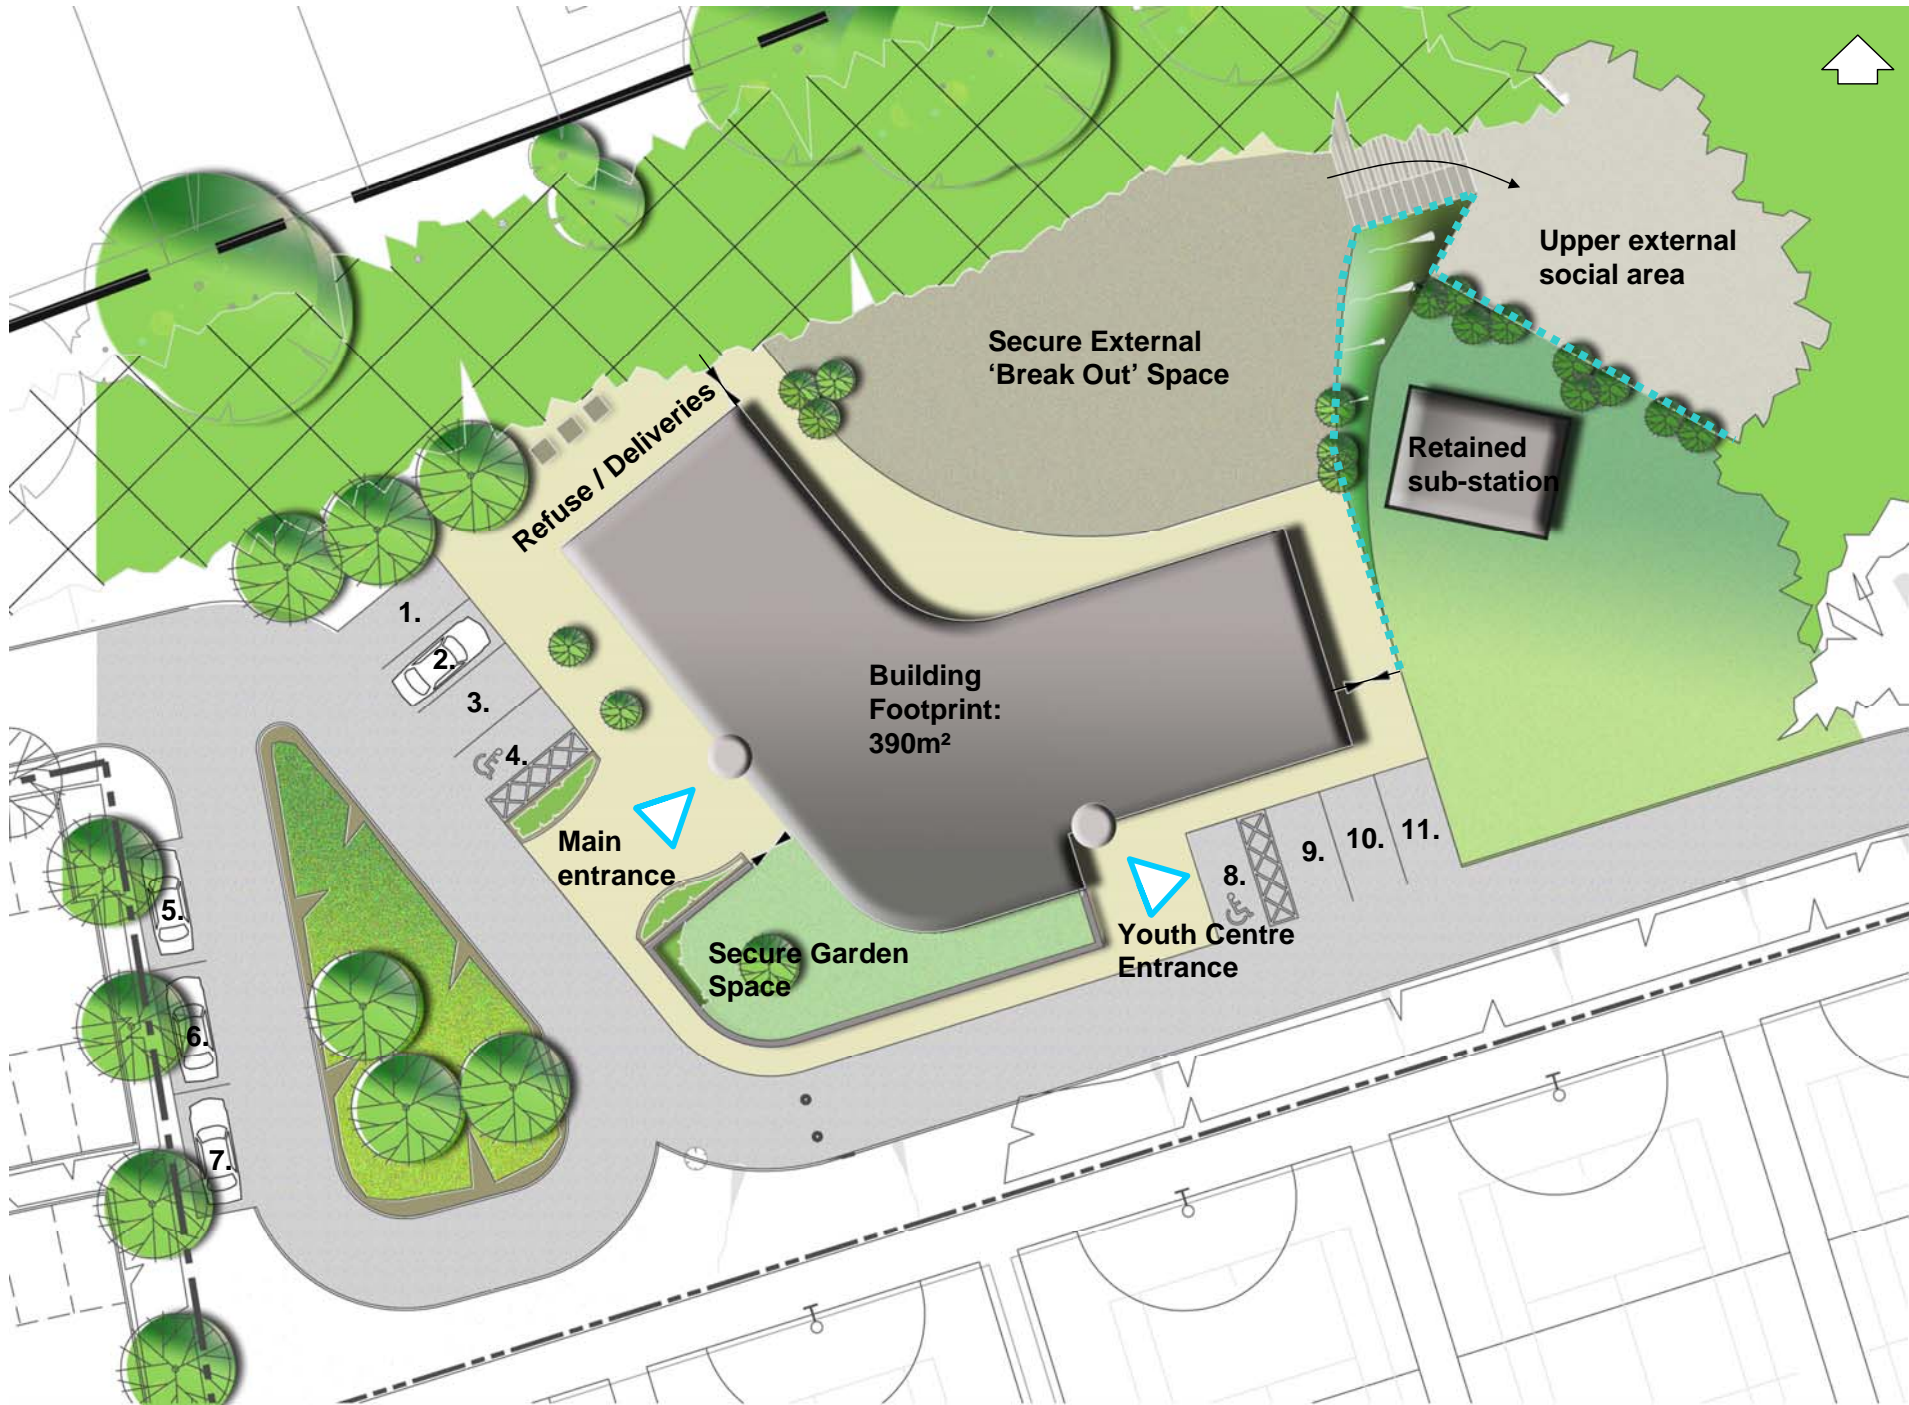 Upper external
social area
Secure External
‘Break Out’ Space
Refuse / Deliveries
Retained
sub-station
1.
2.
3.
4.
Building
Footprint:
390m²
Main
entrance
5.
6.
7.
8.
9.
10.
11.
Secure Garden
Space
Youth Centre
Entrance